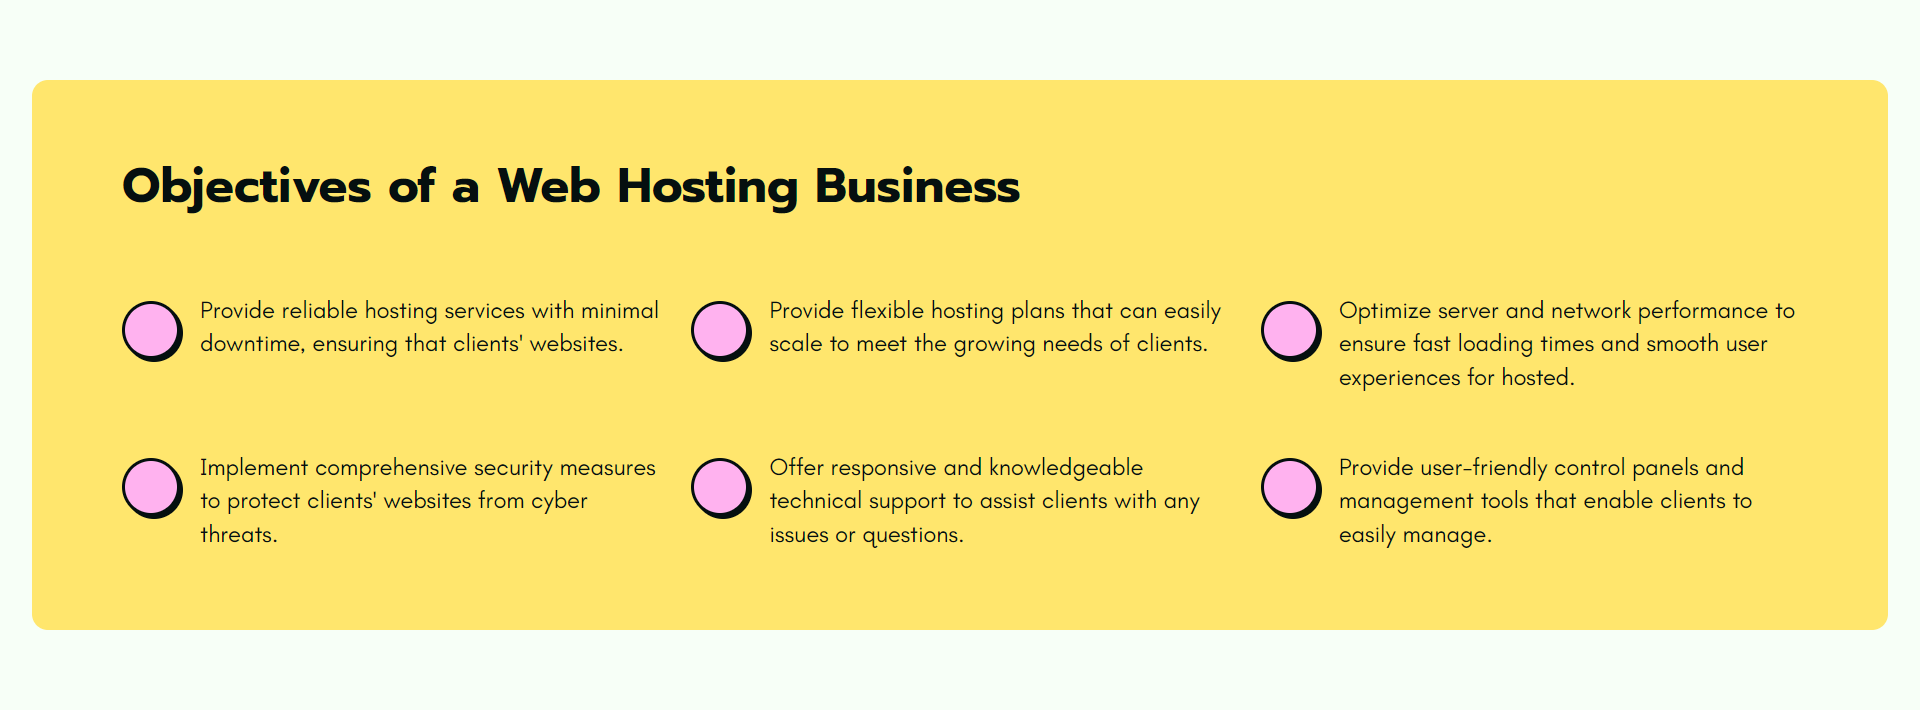 Objectives of a Web Hosting Business
Provide reliable hosting services with minimal
downtime, ensuring that clients' websites.
Provide flexible hosting plans that can easily
scale to meet the growing needs of clients.
Optimize server and network performance to
ensure fast loading times and smooth user
experiences for hosted.
Implement comprehensive security measures
to protect clients' websites from cyber
threats.
Offer responsive and knowledgeable
technical support to assist clients with any
issues or questions.
Provide user-friendly control panels and
management tools that enable clients to
easily manage.